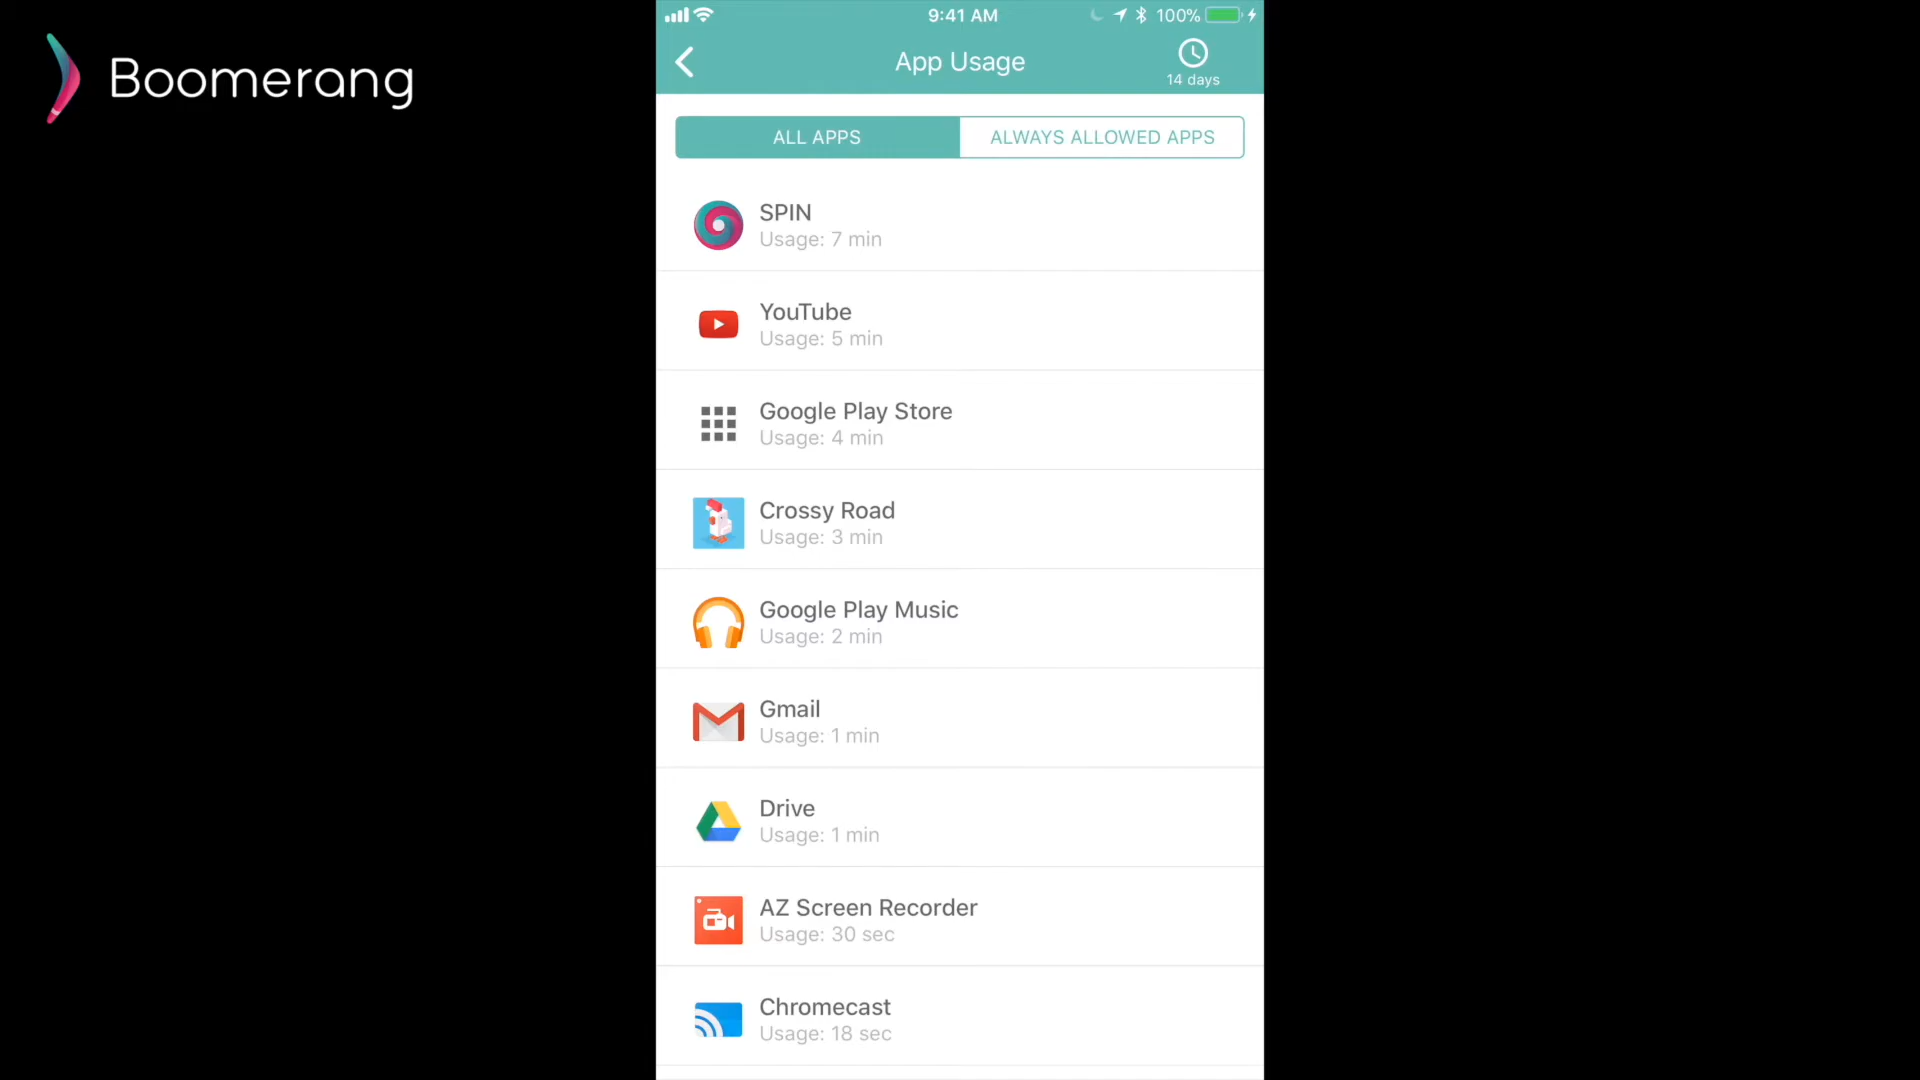 Boomerang
9:41 AM
100%
App Usage
14 days
ALL APPS
ALWAYS ALLOWED APPS
SPIN
Usage: 7 min
YouTube
Usage: 5 min
Google Play Store
Usage: 4 min
Crossy Road
Usage: 3 min
Google Play Music
Usage: 2 min
Gmail
Usage: 1 min
Drive
Usage: 1 min
AZ Screen Recorder
Usage: 30 sec
Chromecast
Usage: 18 sec